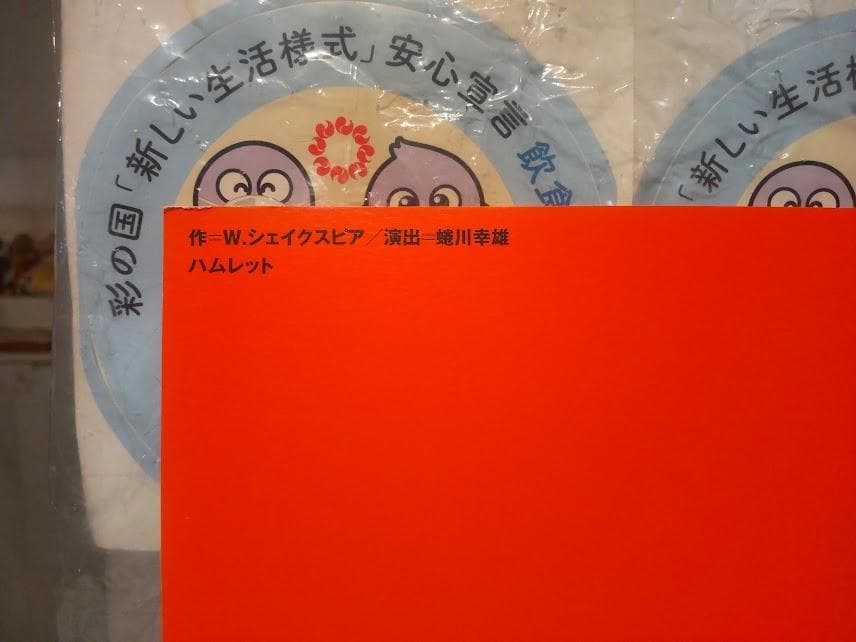 彩の国「新しい生活様式」安心宣言 飲食
「新しい生活様
作=W.シェイクスピア／演出=蜷川幸雄
ハムレット